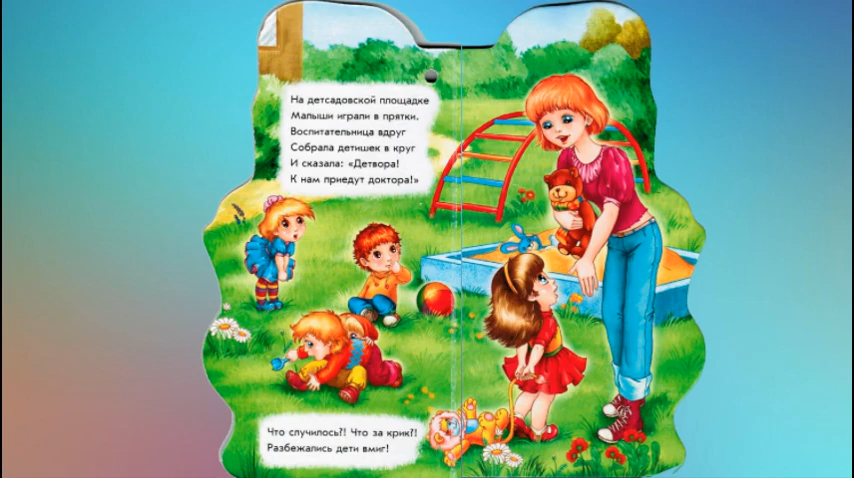 На детсадовской площадке
Малыши играли в прятки.
Воспитательница вдруг
Собрала детишек в круг
И сказала: «Детвора!
К нам приедут доктора!»
Что случилось?! Что за крик?!
Разбежались дети вмиг!